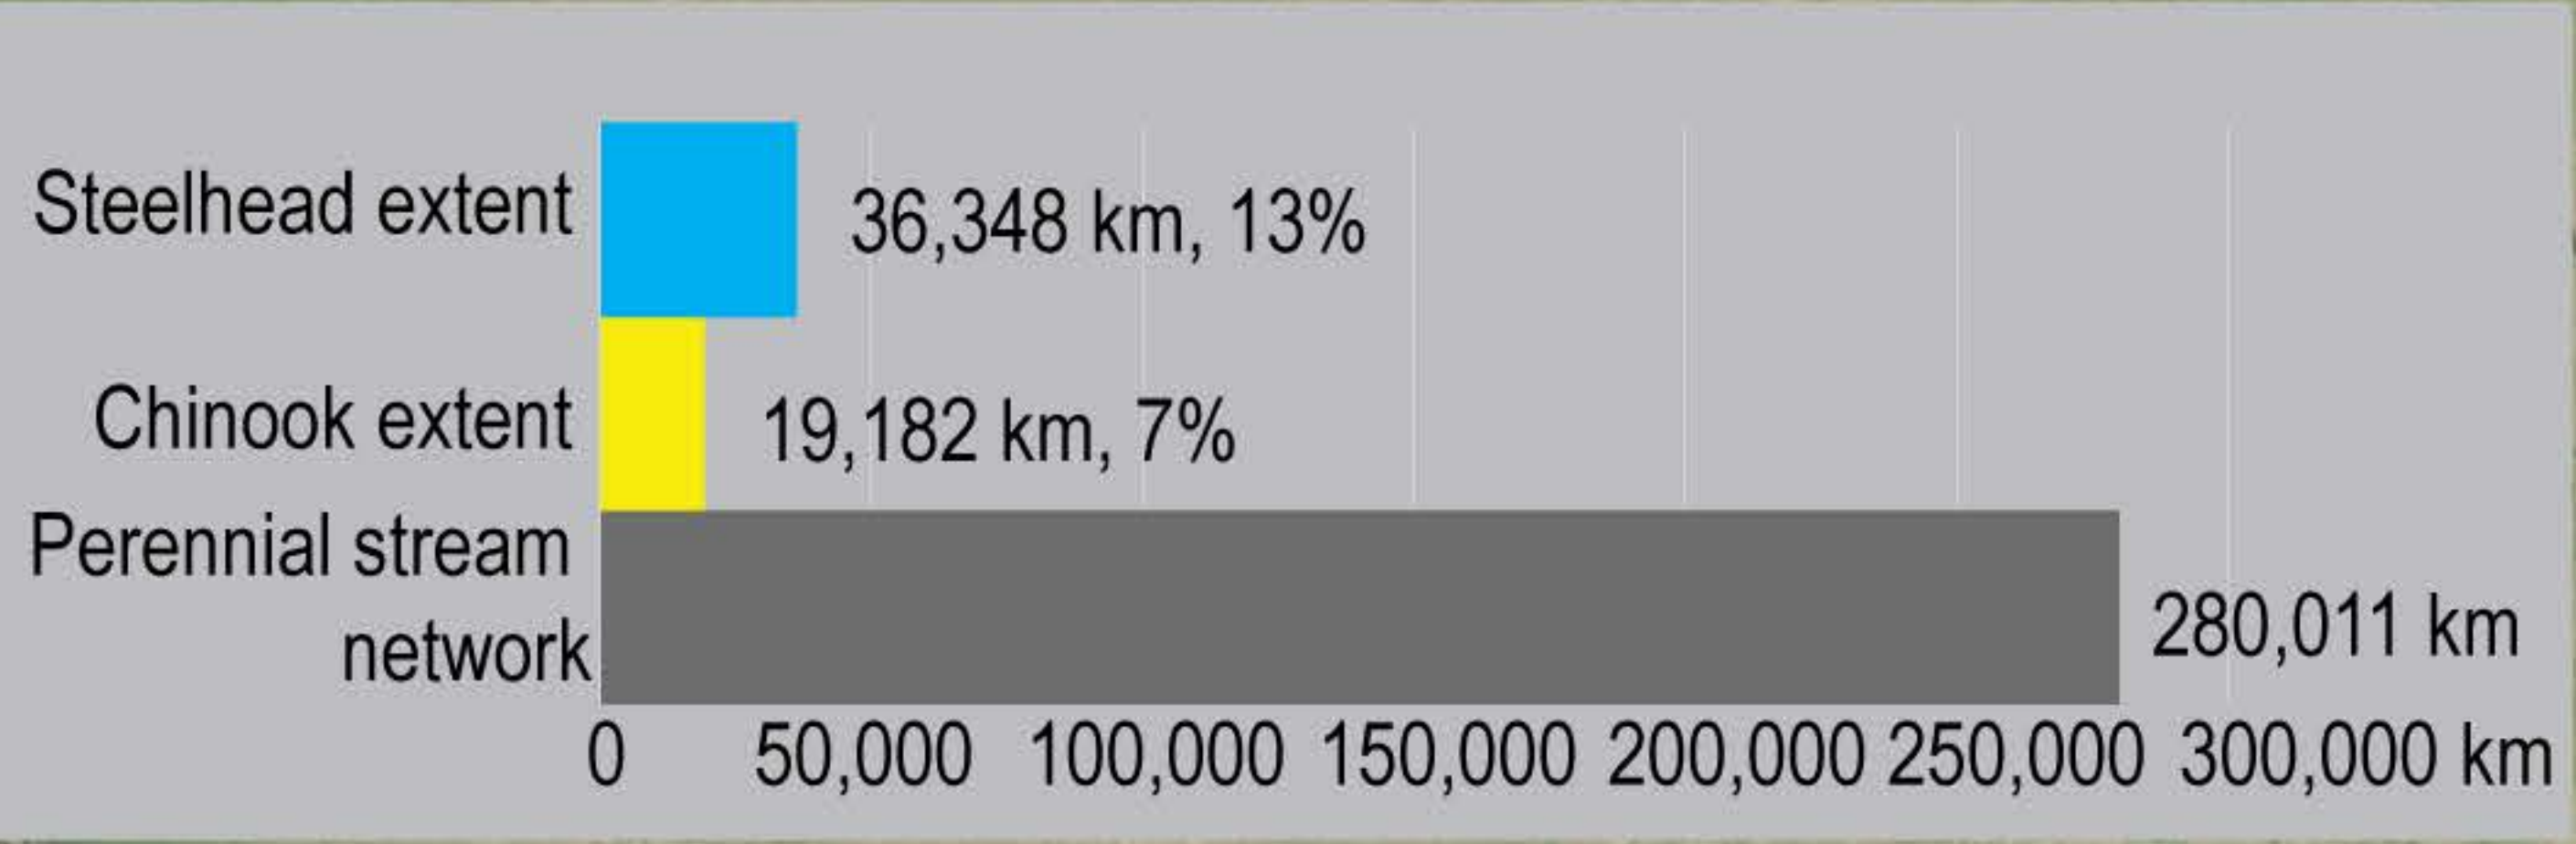 Steelhead extent
36,348 km, 13%
Chinook extent
19,182 km, 7%
Perennial stream
network
280,011 km
0 50,000 100,000 150,000 200,000 250,000 300,000 km